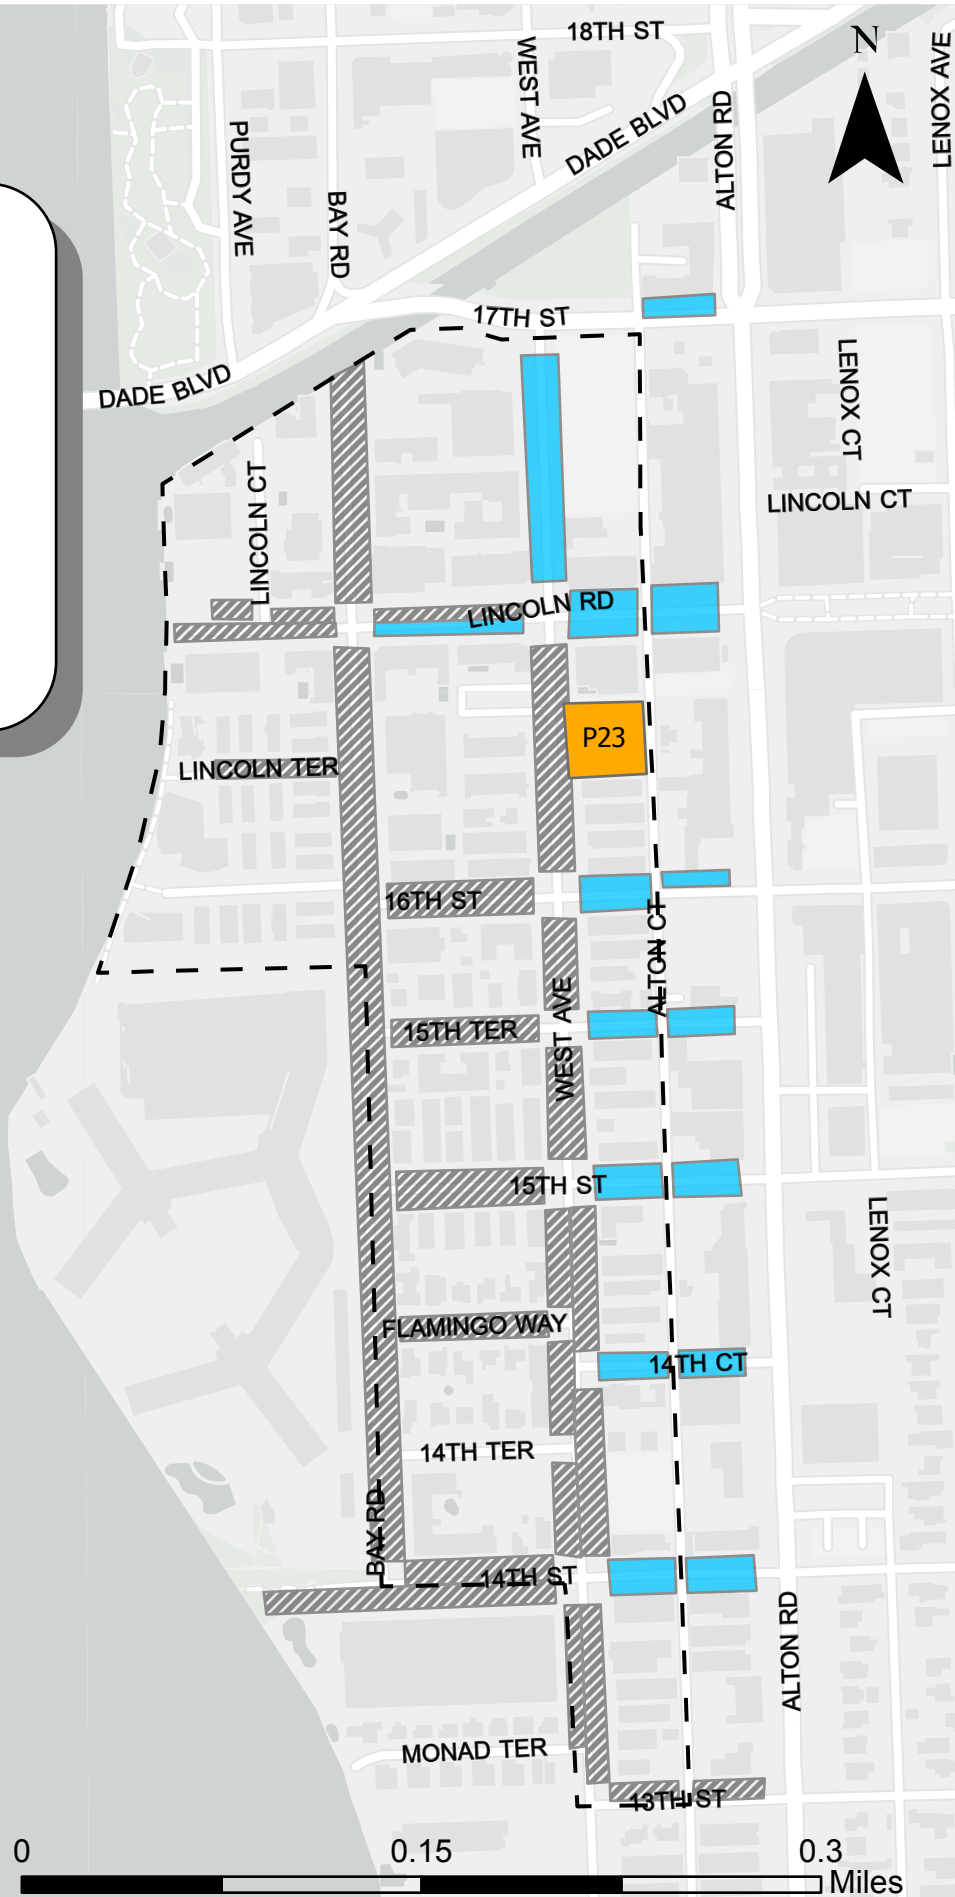 18TH ST
N
WEST AVE
LENOX AVE
DADE BLVD
ALTON RD
PURDY AVE
BAY RD
17TH ST
DADE BLVD
LENOX CT
LINCOLN CT
LINCOLN CT
LINCOLN RD
P23
LINCOLN TER
16TH ST
ALTON CT
WEST AVE
15TH TER
15TH ST
LENOX CT
FLAMINGO WAY
14TH CT
14TH TER
BAY RD
14TH ST
ALTON RD
MONAD TER
13TH ST
0 0.15 0.3
Miles